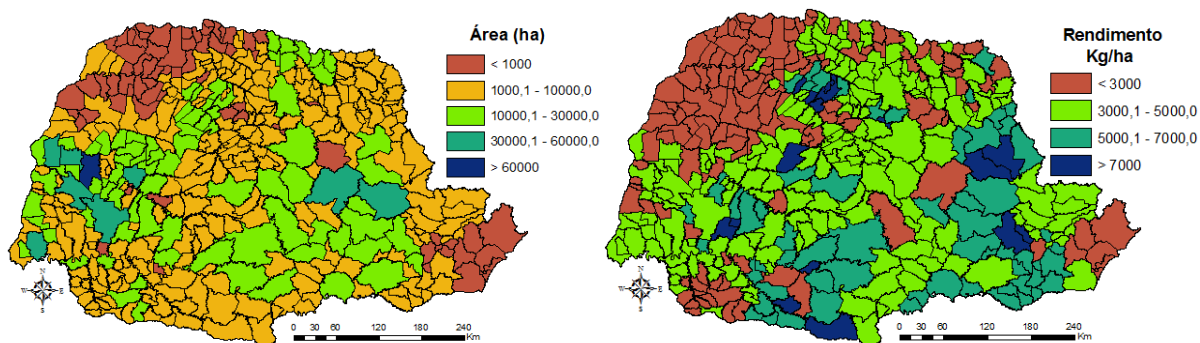 Área (ha)
< 1000
1000,1 - 10000,0
10000,1 - 30000,0
30000,1 - 60000,0
> 60000
N
W E
S
0 30 60 120 180 240
Km
Rendimento
Kg/ha
< 3000
3000,1 - 5000,0
5000,1 - 7000,0
> 7000
N
W E
S
0 30 60 120 180 240
Km